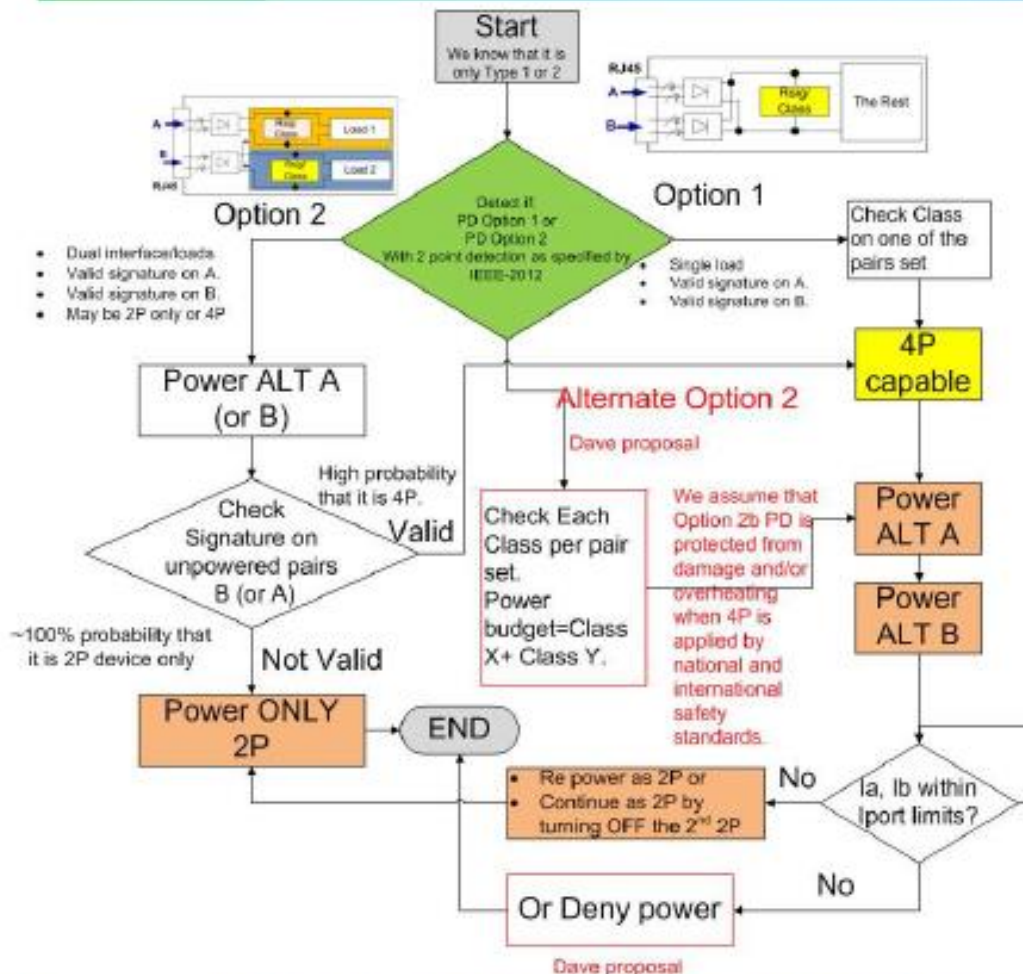 Start
We know that it is
only Type 1 or 2
RJ45
A
B
Rsig/
Class
The Rest
A
B
RJ45
Rsig/
Class
Load 1
Rsig/
Class
Load 2
Option 2
Option 1
Detect if:
PD Option 1 or
PD Option 2
With 2 point detection as specified by
IEEE-2012
• Dual interface/loads
• Valid signature on A.
• Valid signature on B.
• May be 2P only or 4P
• Single load
• Valid signature on A.
• Valid signature on B.
Check Class
on one of the
pairs set
4P
capable
Power ALT A
(or B)
Alternate Option 2
Dave proposal
High probability
that it is 4P.
Valid
Check
Signature on
unpowered pairs
B (or A)
Check Each
Class per pair
set.
Power
budget=Class
X+ Class Y.
We assume that
Option 2b PD is
protected from
damage and/or
overheating
when 4P is
applied by
national and
international
safety
standards.
Power
ALT A
Power
ALT B
~100% probability that
it is 2P device only
Not Valid
Power ONLY
2P
END
• Re power as 2P or
• Continue as 2P by
turning OFF the 2nd 2P
No
Ia, Ib within
Iport limits?
No
Or Deny power
Dave proposal